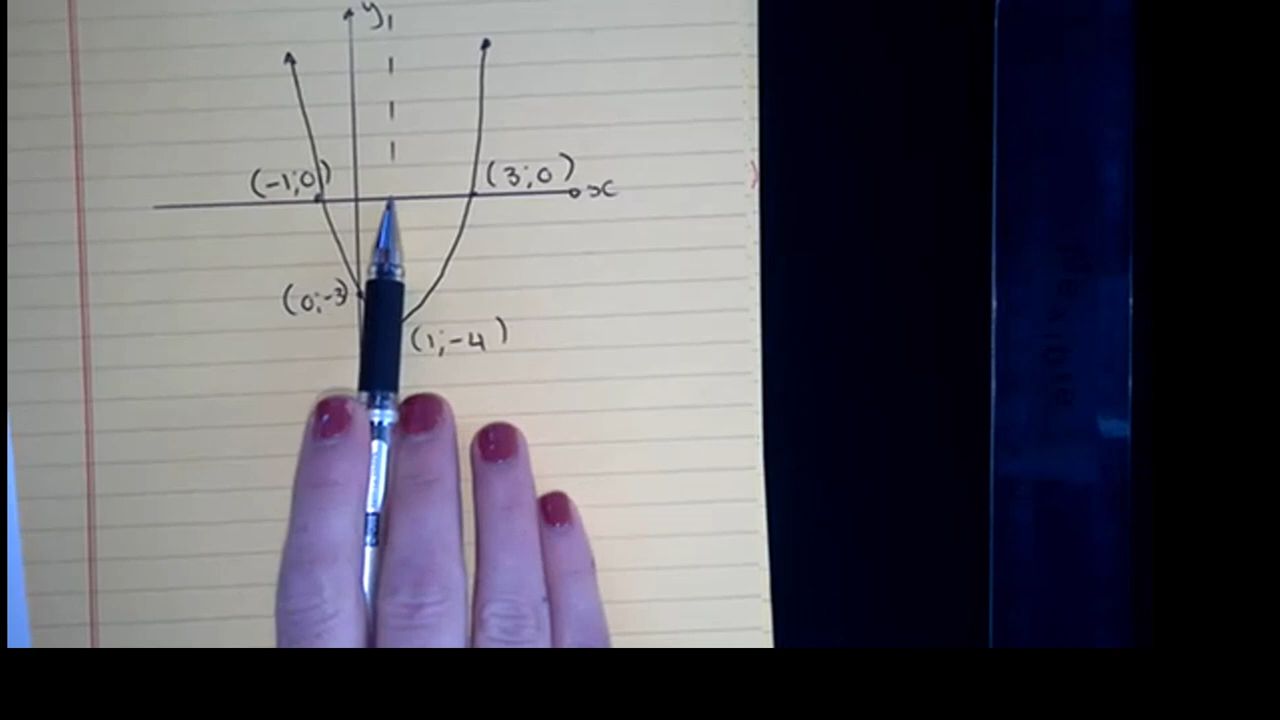 y
(-1;0)
(3;0)
x
(0;-3)
(1;-4)